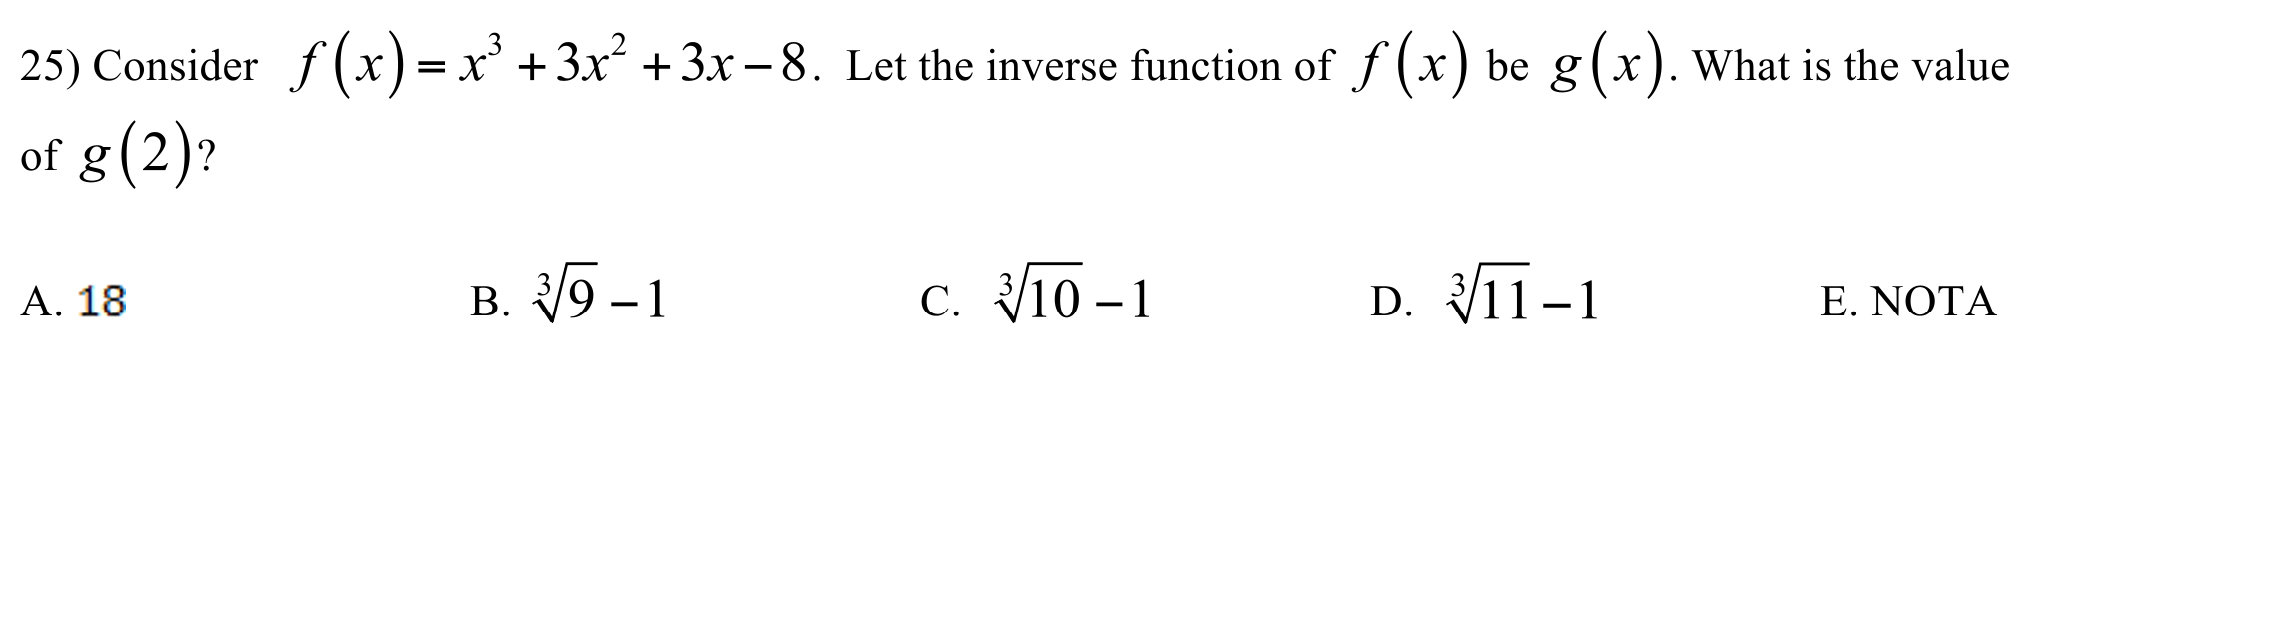 25) Consider f(x) = x³ + 3x² + 3x − 8. Let the inverse function of f(x) be g(x). What is the value
of g(2)?
A. 18 B. ∛9 − 1 C. ∛10 − 1 D. ∛11 − 1 E. NOTA